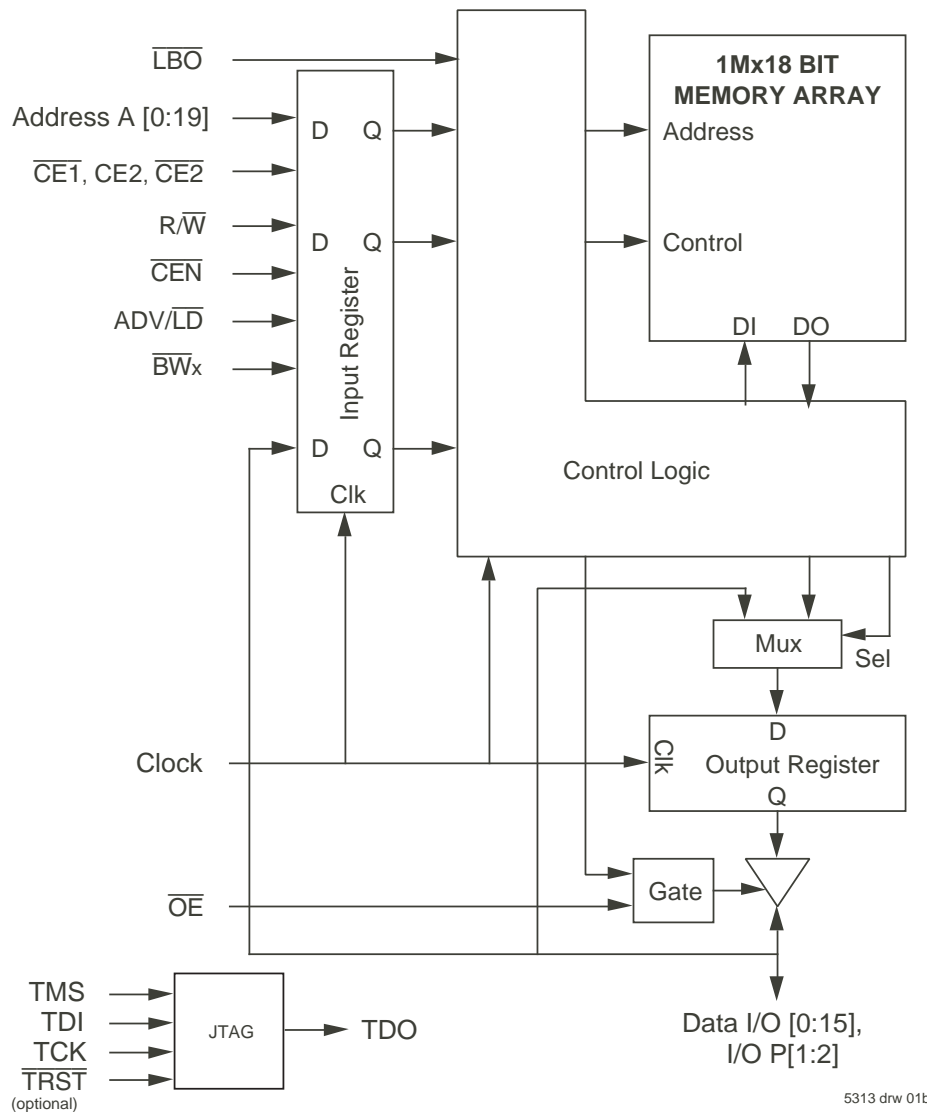 LBO
1Mx18 BIT
MEMORY ARRAY
Address A [0:19]
D Q
Address
CE1, CE2, CE2
R/W
D Q
Control
CEN
Input Register
ADV/LD
DI DO
BWx
D Q
Control Logic
Clk
Mux
Sel
D
Clock
Clk
Output Register
Q
Gate
OE
TMS
TDI
JTAG
TDO
TCK
TRST
(optional)
Data I/O [0:15],
I/O P[1:2]
5313 drw 01b